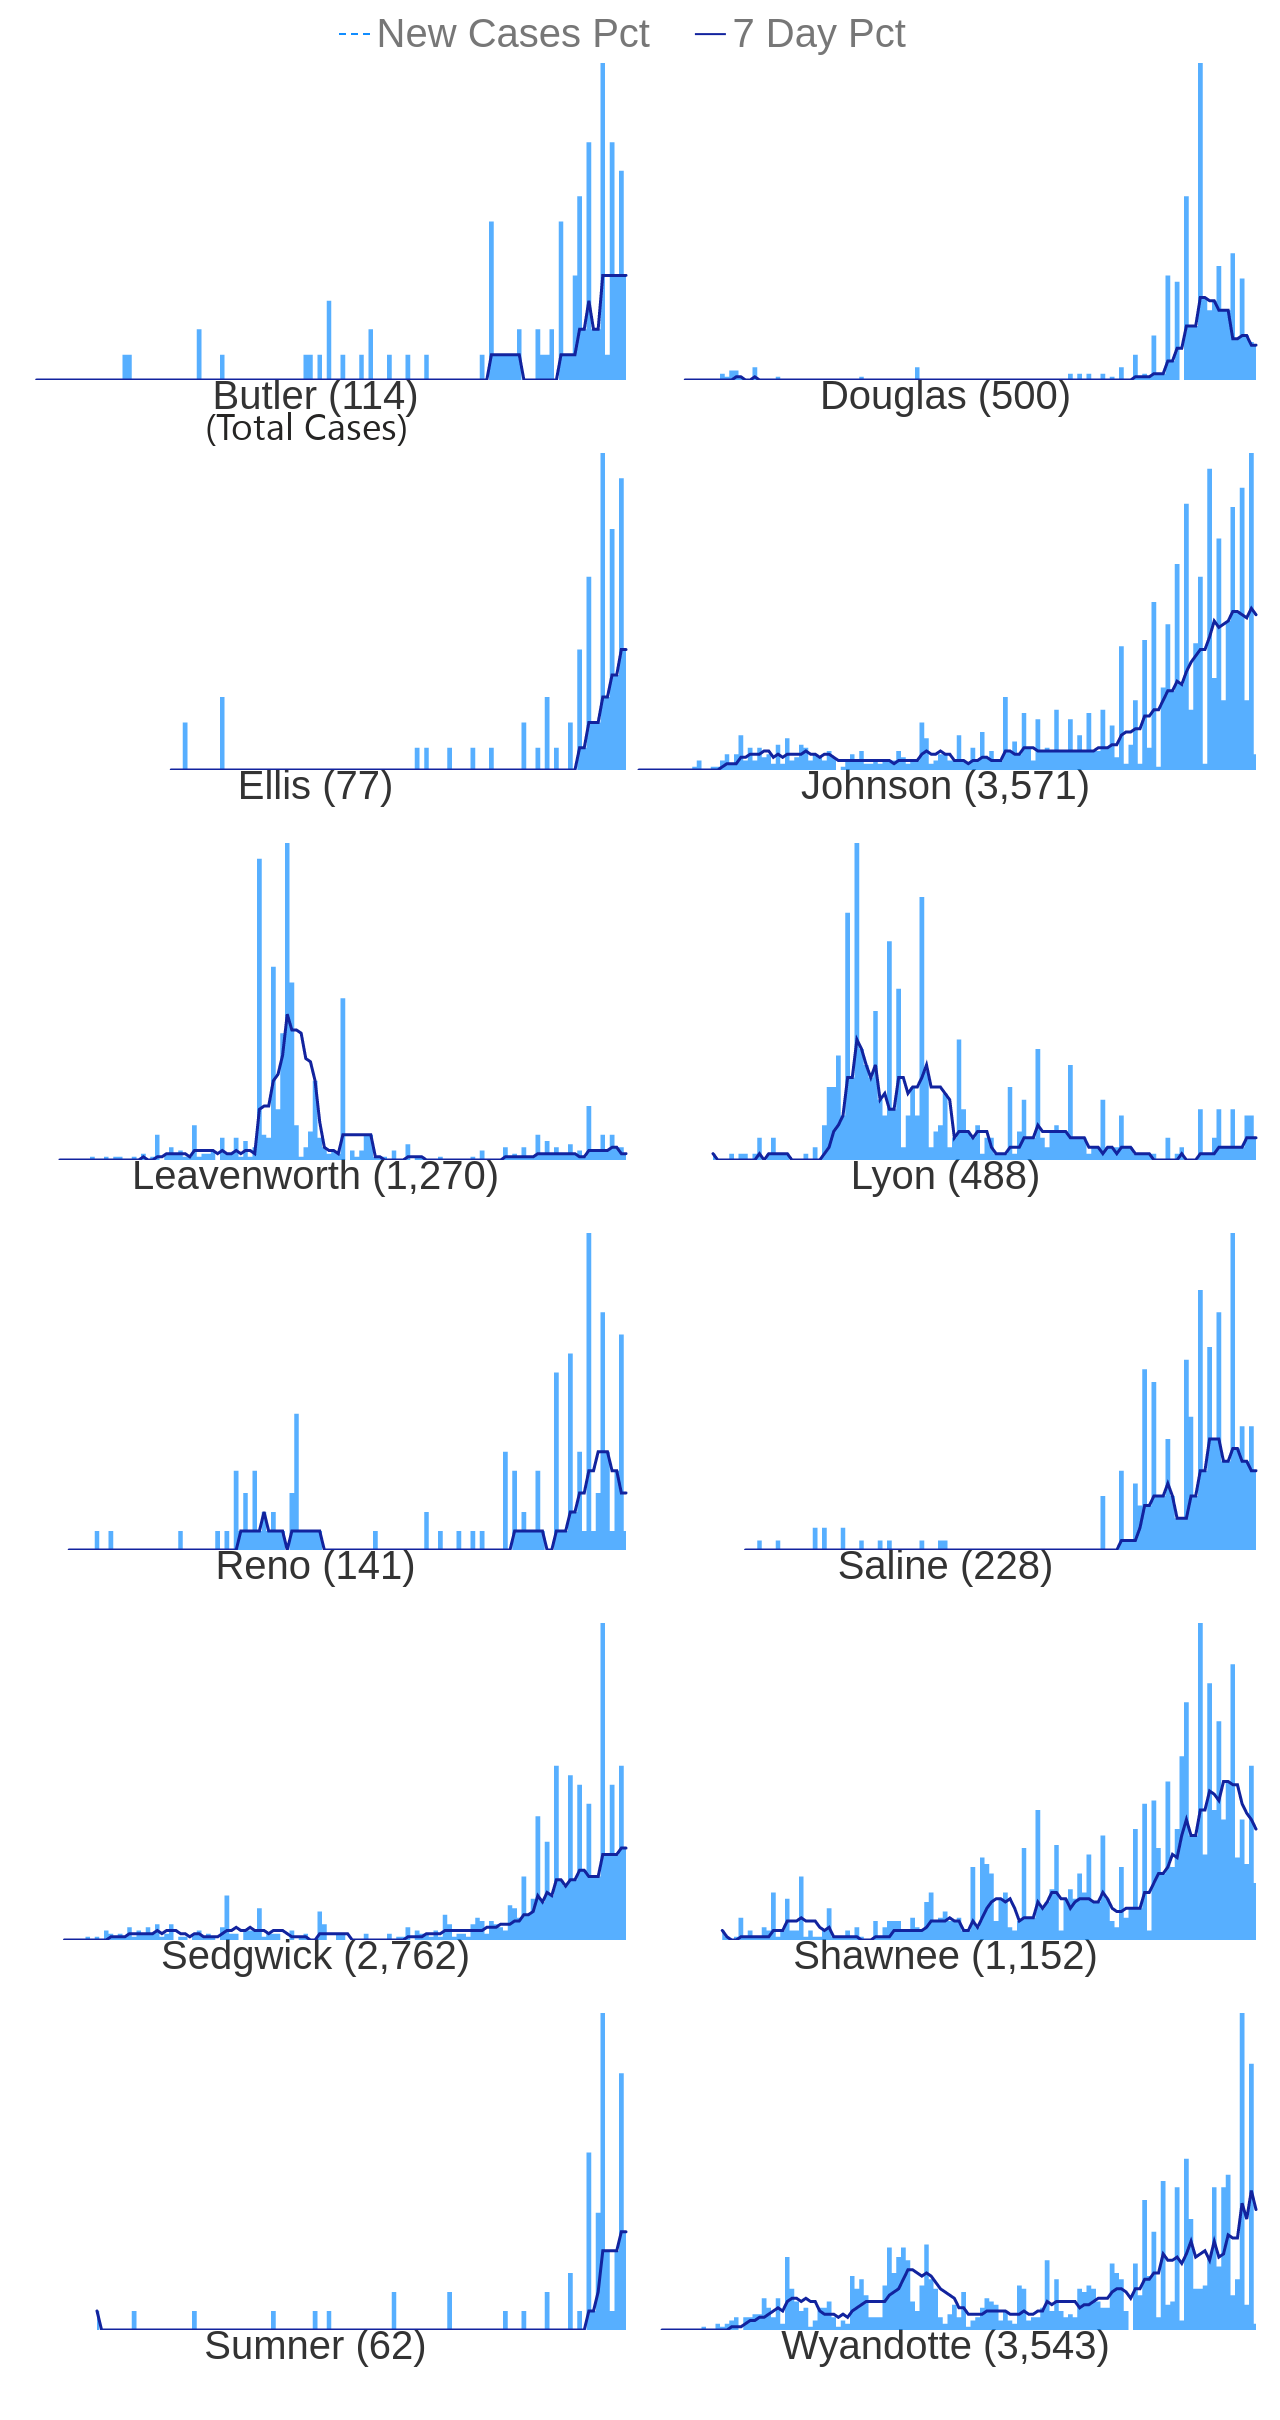 New Cases Pct 7 Day Pct
Butler (114) Douglas (500)
(Total Cases)
Ellis (77) Johnson (3,571)
Leavenworth (1,270) Lyon (488)
Reno (141) Saline (228)
Sedgwick (2,762) Shawnee (1,152)
Sumner (62) Wyandotte (3,543)